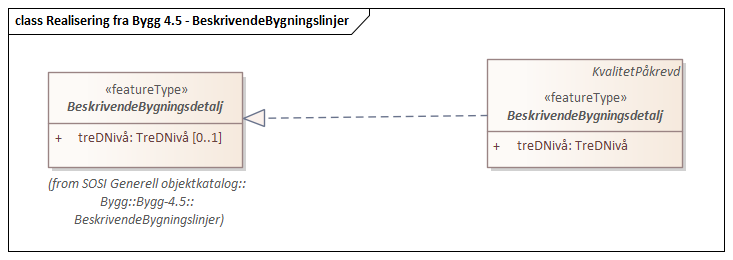 class Realisering fra Bygg 4.5 - BeskrivendeBygningslinjer
«featureType»
BeskrivendeBygningsdetalj
+ treDNivå: TreDNivå [0..1]
(from SOSI Generell objektkatalog::
Bygg::Bygg-4.5::
BeskrivendeBygningslinjer)
KvalitetPåkrevd
«featureType»
BeskrivendeBygningsdetalj
+ treDNivå: TreDNivå